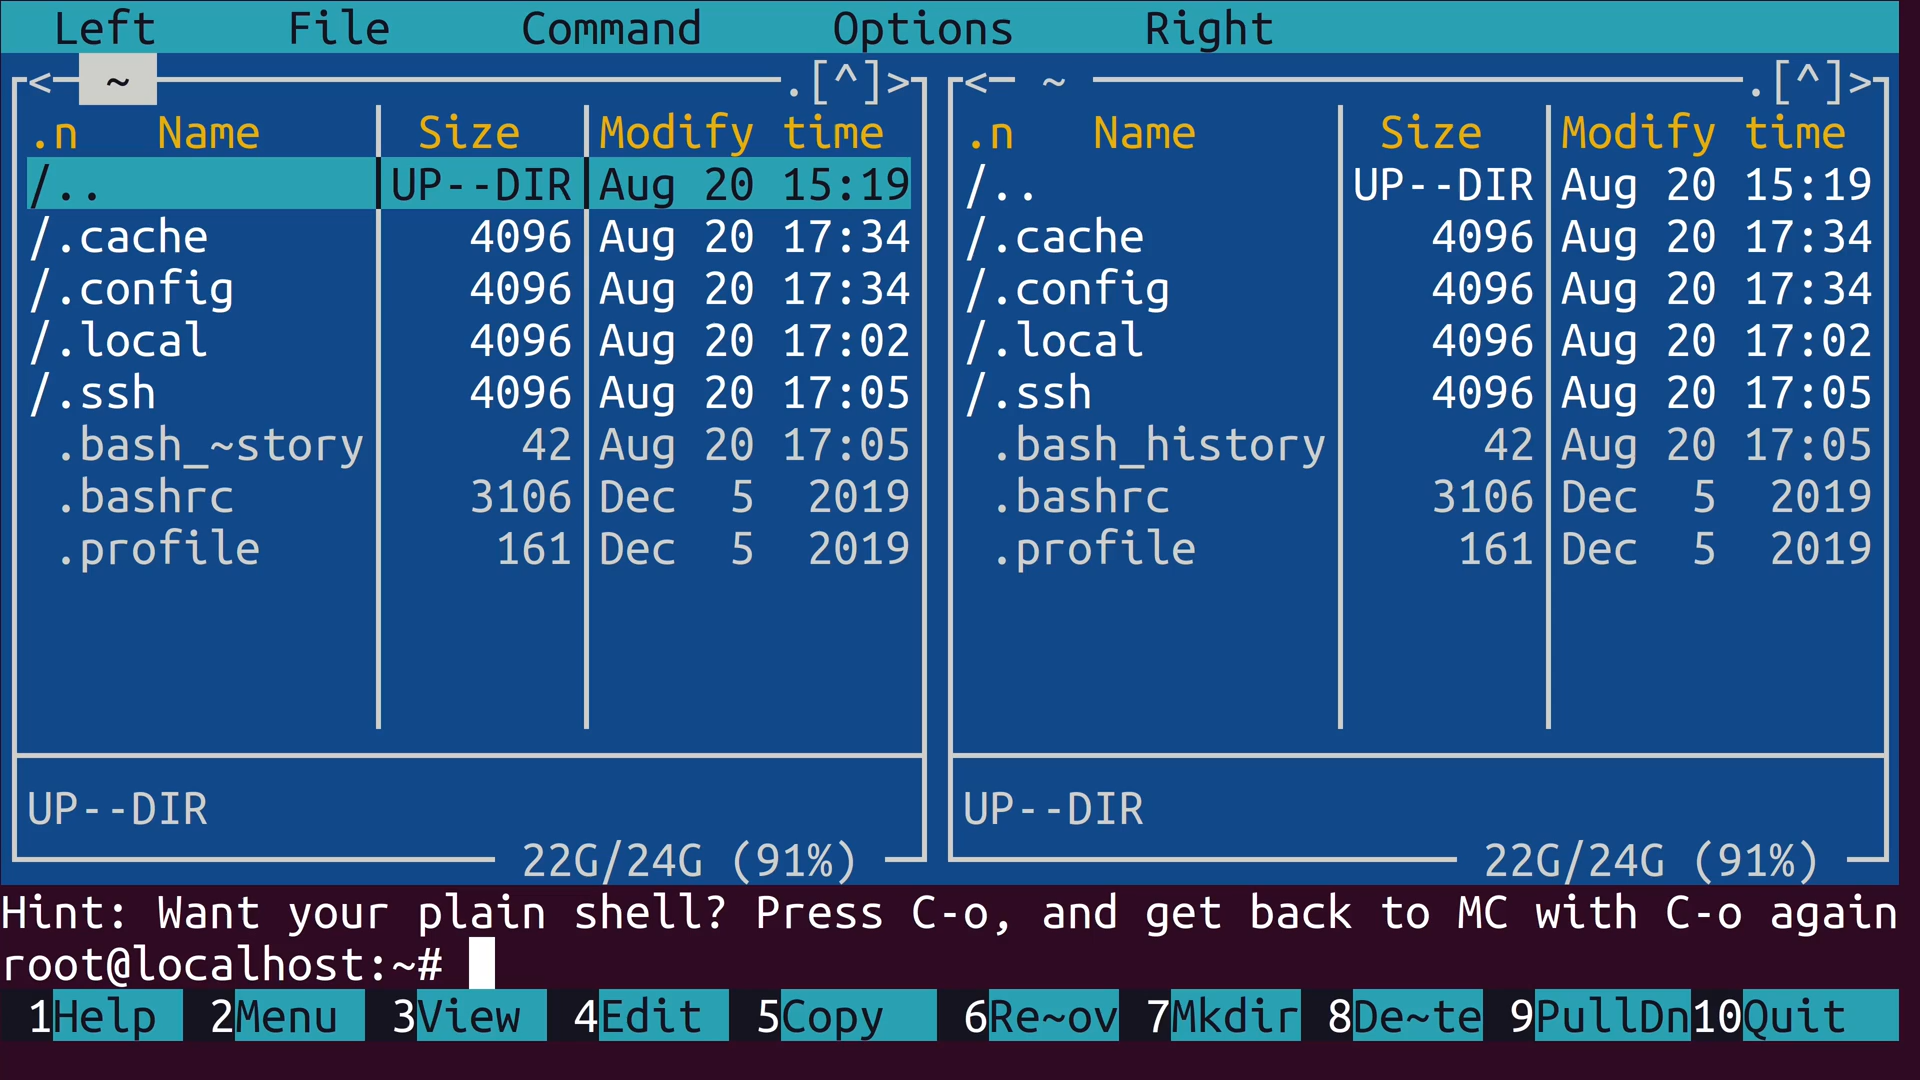 Left File Command Options Right
<─ ~ ─.[^]> <─ ~ ─.[^]>
.n Name │ Size │Modify time .n Name │ Size │Modify time
/.. │UP--DIR│Aug 20 15:19 /.. UP--DIR│Aug 20 15:19
/.cache │ 4096│Aug 20 17:34 /.cache │ 4096│Aug 20 17:34
/.config │ 4096│Aug 20 17:34 /.config │ 4096│Aug 20 17:34
/.local │ 4096│Aug 20 17:02 /.local │ 4096│Aug 20 17:02
/.ssh │ 4096│Aug 20 17:05 /.ssh │ 4096│Aug 20 17:05
.bash_~story│ 42│Aug 20 17:05 .bash_history│ 42│Aug 20 17:05
.bashrc │ 3106│Dec 5 2019 .bashrc │ 3106│Dec 5 2019
.profile │ 161│Dec 5 2019 .profile │ 161│Dec 5 2019
UP--DIR UP--DIR
22G/24G (91%) 22G/24G (91%)
Hint: Want your plain shell? Press C-o, and get back to MC with C-o again
root@localhost:~#
1Help 2Menu 3View 4Edit 5Copy 6Re~ov 7Mkdir 8De~te 9PullDn 10Quit